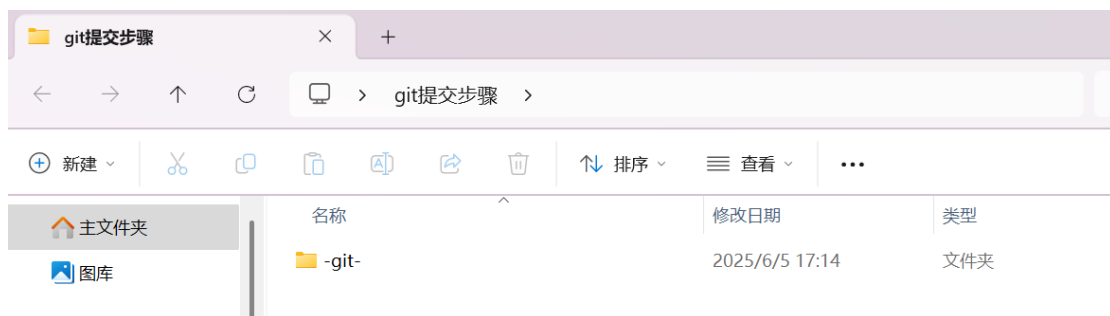 git提交步骤
git提交步骤
新建 排序 查看
主文件夹 名称 修改日期 类型
图库 -git- 2025/6/5 17:14 文件夹